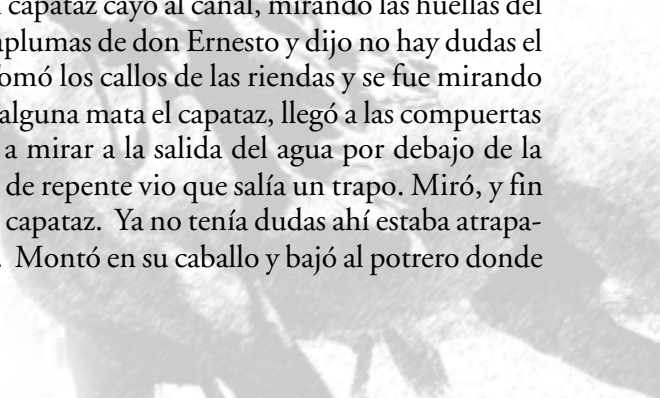 capataz cayó al canal, mirando las huellas del
aplumas de don Ernesto y dijo no hay dudas el
tomó los callos de las riendas y se fue mirando
alguna mata el capataz, llegó a las compuertas
a mirar a la salida del agua por debajo de la
de repente vio que salía un trapo. Miró, y fin
capataz. Ya no tenía dudas ahí estaba atrapa-
. Montó en su caballo y bajó al potrero donde